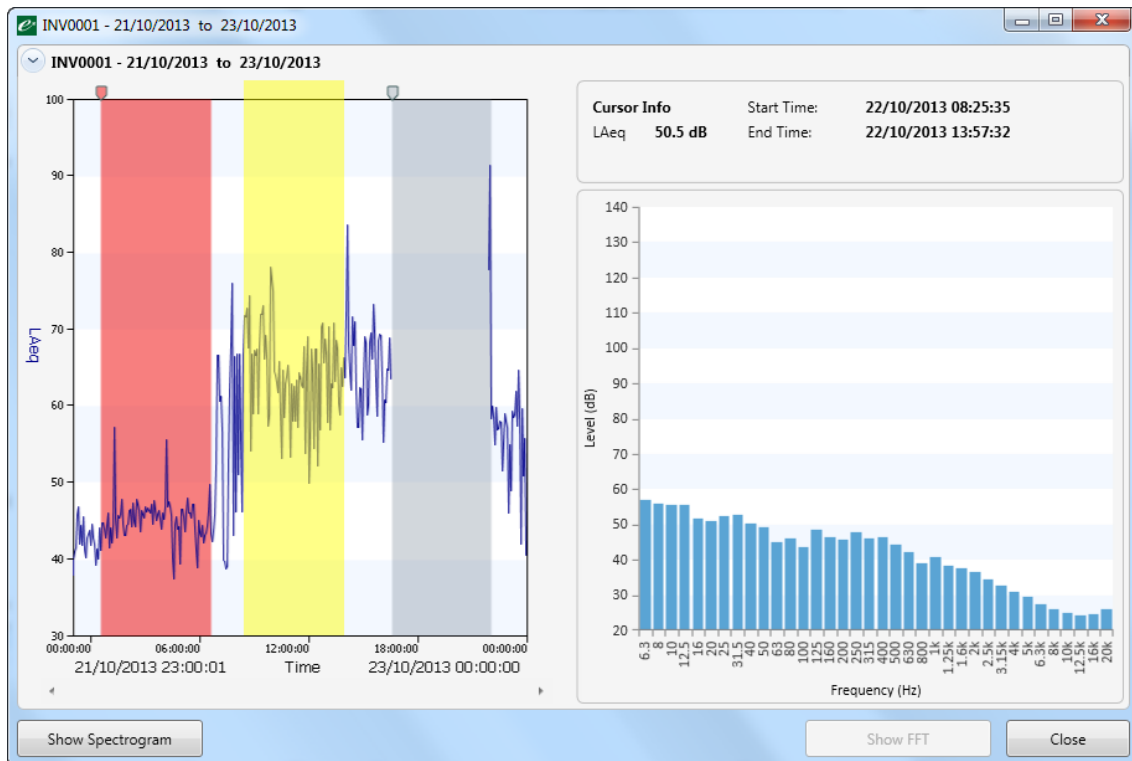 INV0001 - 21/10/2013 to 23/10/2013
INV0001 - 21/10/2013 to 23/10/2013
100
90
80
70
60
50
40
30
LAeq
00:00:00 06:00:00 12:00:00 18:00:00 00:00:00
21/10/2013 23:00:01 Time 23/10/2013 00:00:00
Cursor Info Start Time: 22/10/2013 08:25:35
LAeq 50.5 dB End Time: 22/10/2013 13:57:32
140
130
120
110
100
90
80
70
60
50
40
30
20
Level (dB)
6.3 8 10 12.5 16 20 25 31.5 40 50 63 80 100 125 160 200 250 315 400 500 630 800 1k 1.25k 1.6k 2k 2.5k 3.15k 4k 5k 6.3k 8k 10k 12.5k 16k 20k
Frequency (Hz)
Show Spectrogram Show FFT Close